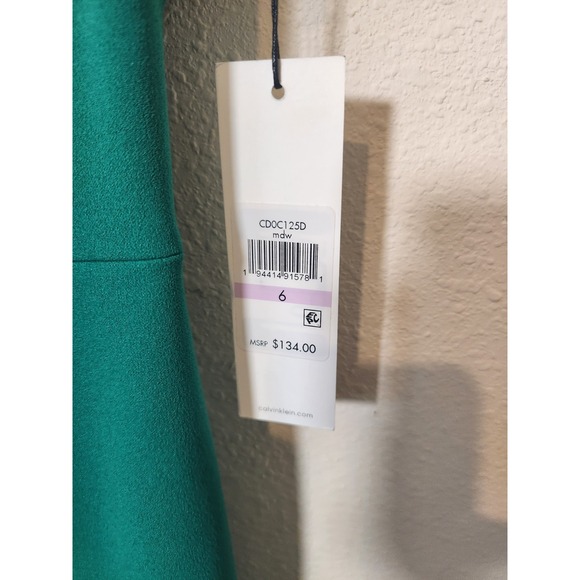 CD0C125D
mdw
1 94414 91578 1
6
MSRP $134.00
calvinklein.com